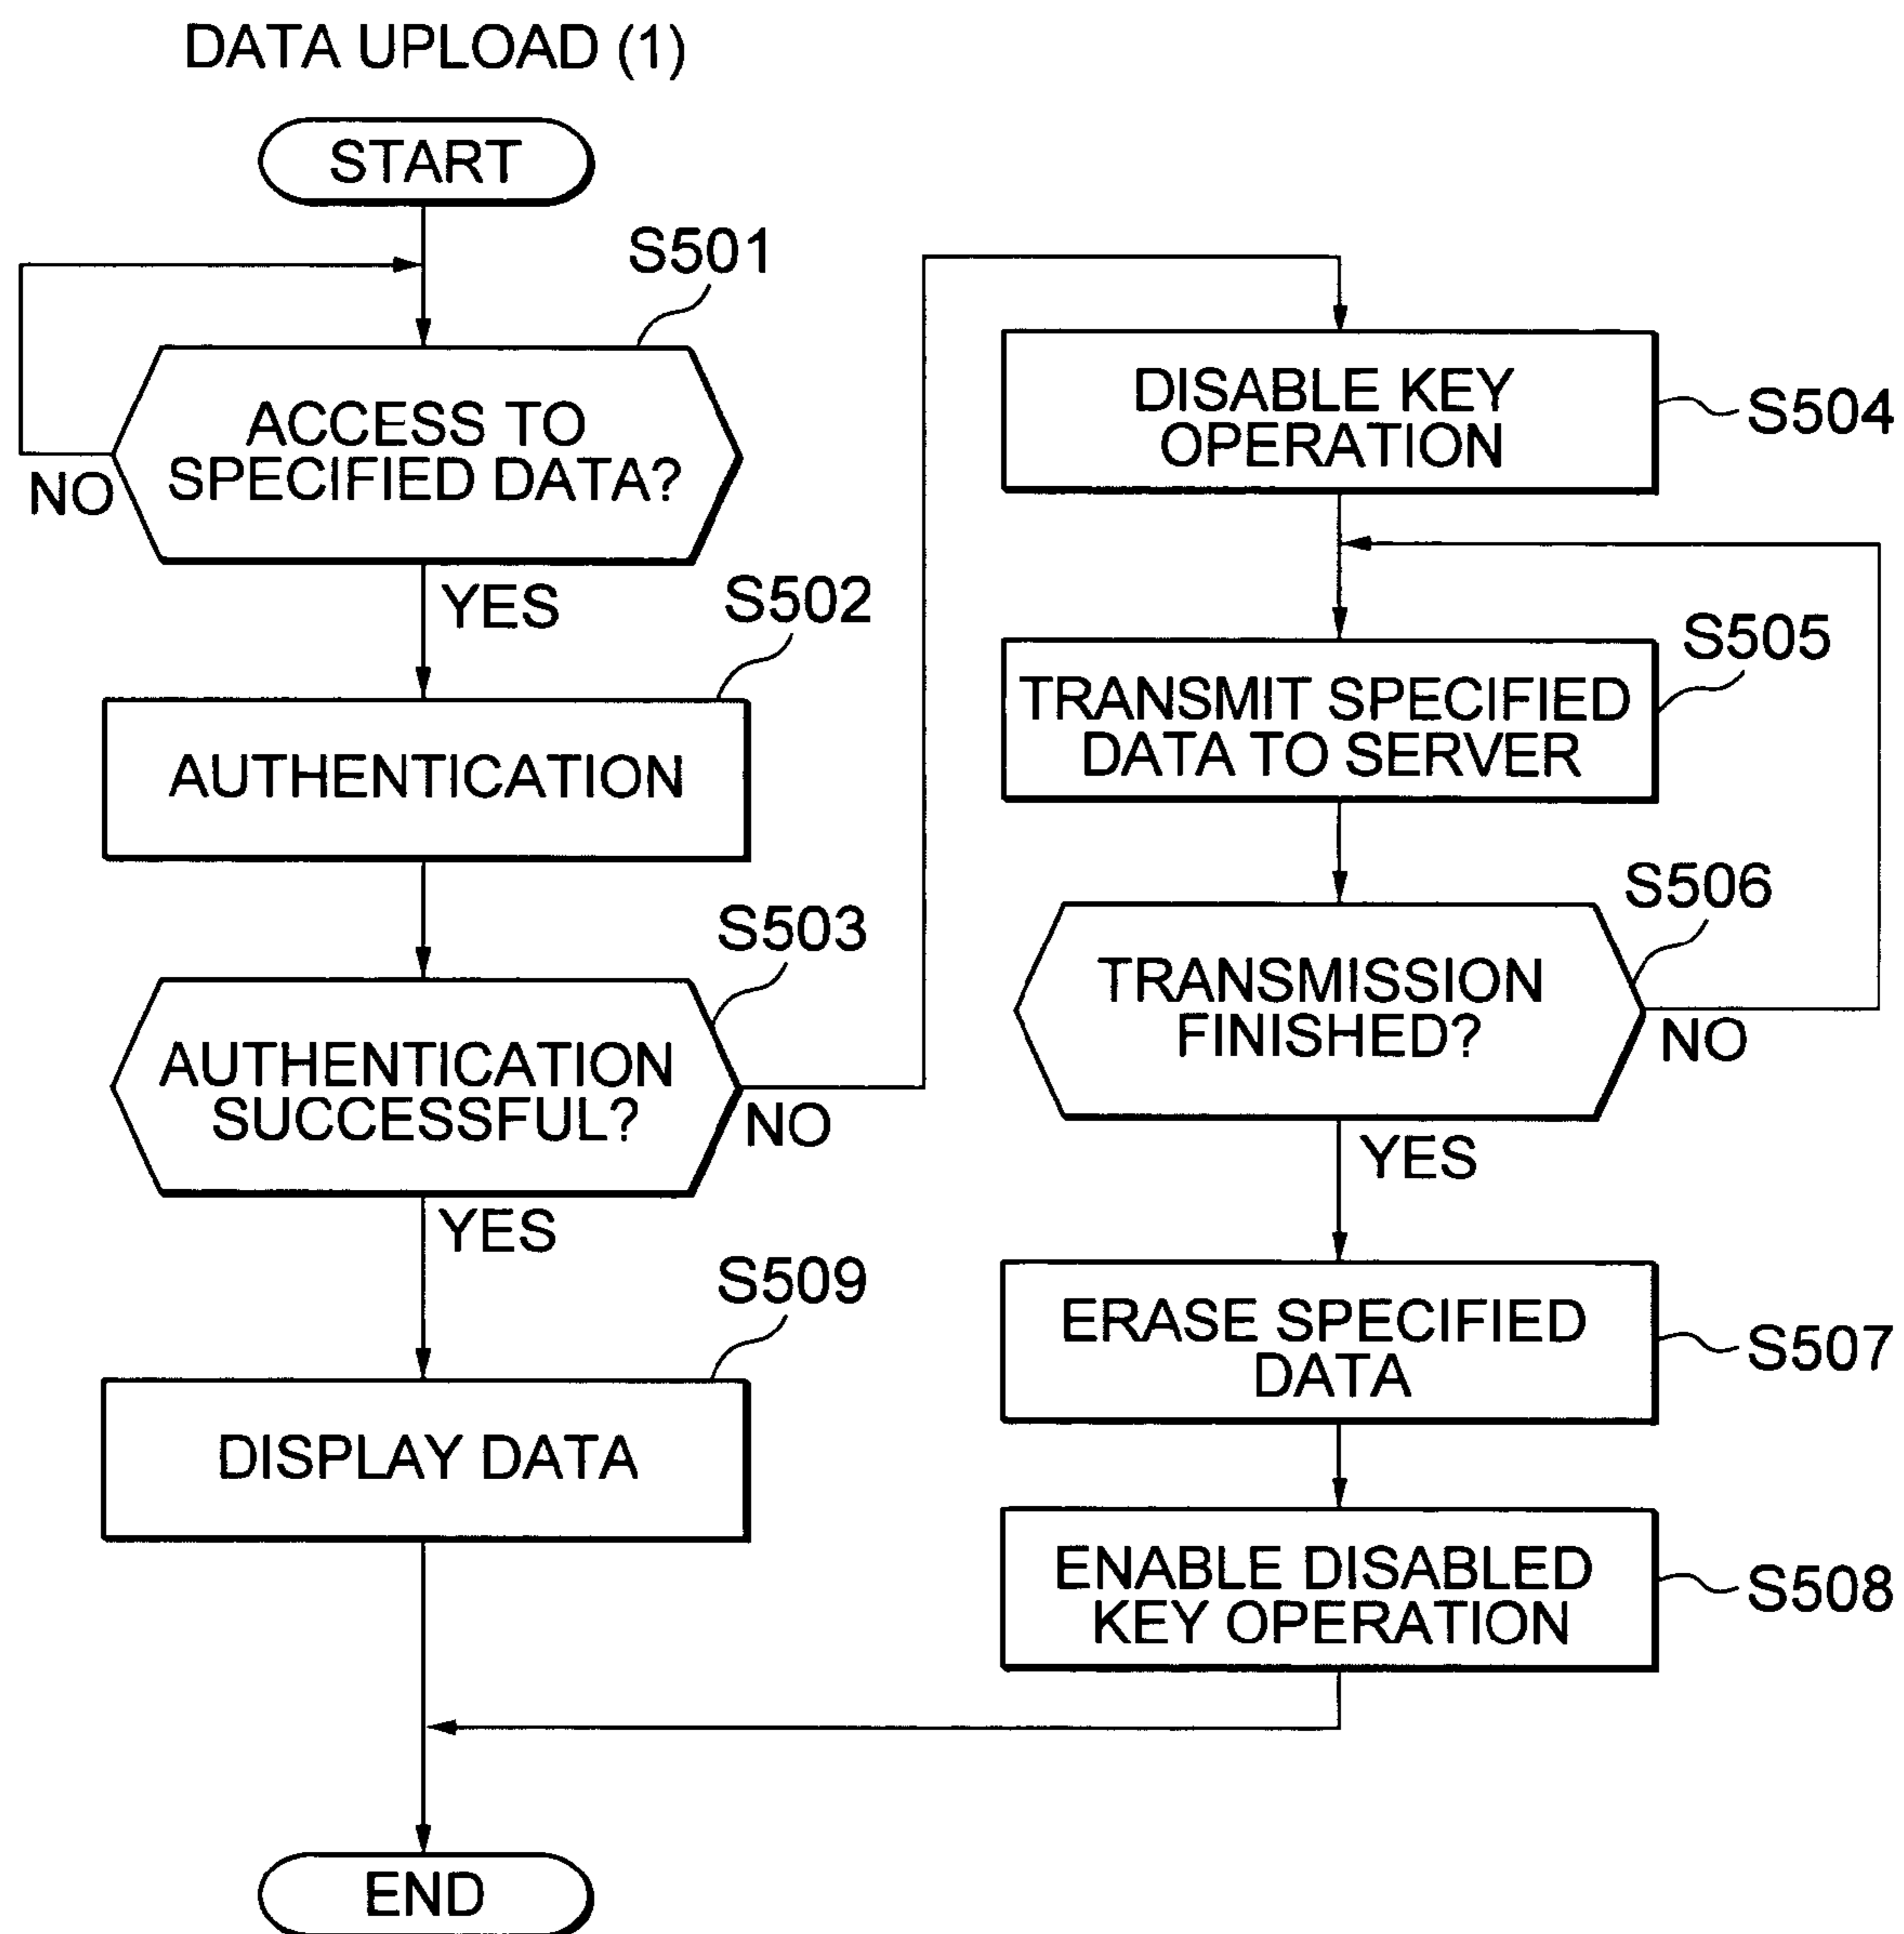 DATA UPLOAD (1)
START
S501
ACCESS TO
SPECIFIED DATA?
NO
YES
S502
AUTHENTICATION
S503
AUTHENTICATION
SUCCESSFUL?
NO
YES
S509
DISPLAY DATA
DISABLE KEY
OPERATION
S504
S505
TRANSMIT SPECIFIED
DATA TO SERVER
S506
TRANSMISSION
FINISHED?
NO
YES
ERASE SPECIFIED
DATA
S507
ENABLE DISABLED
KEY OPERATION
S508
END